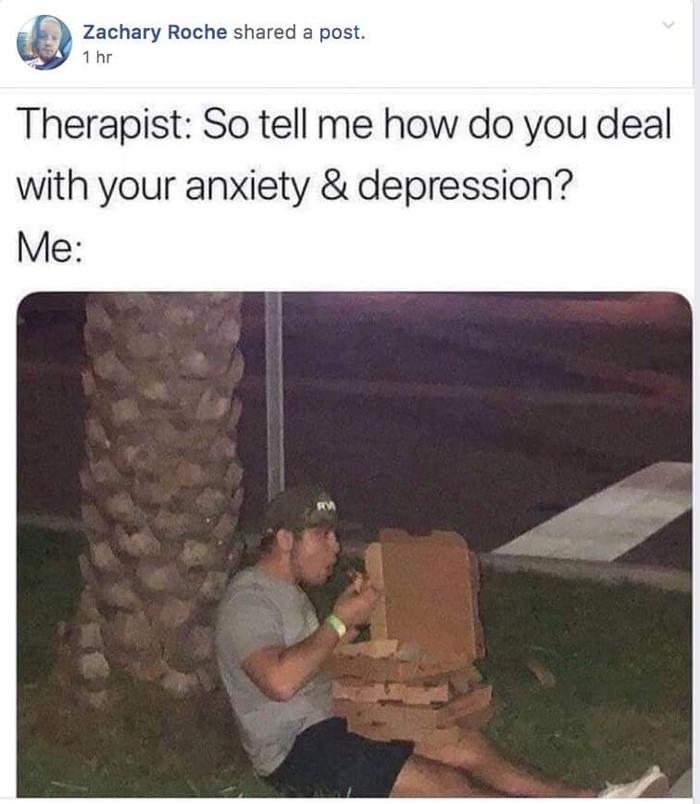 Zachary Roche shared a post.
1 hr
Therapist: So tell me how do you deal
with your anxiety & depression?
Me: